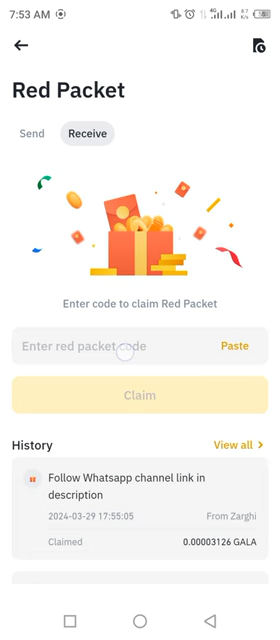 7:53 AM
Red Packet
Send
Receive
Enter code to claim Red Packet
Enter red packet code
Paste
Claim
History
View all
Follow Whatsapp channel link in
description
2024-03-29 17:55:05
From Zarghi
Claimed
0.00003126 GALA